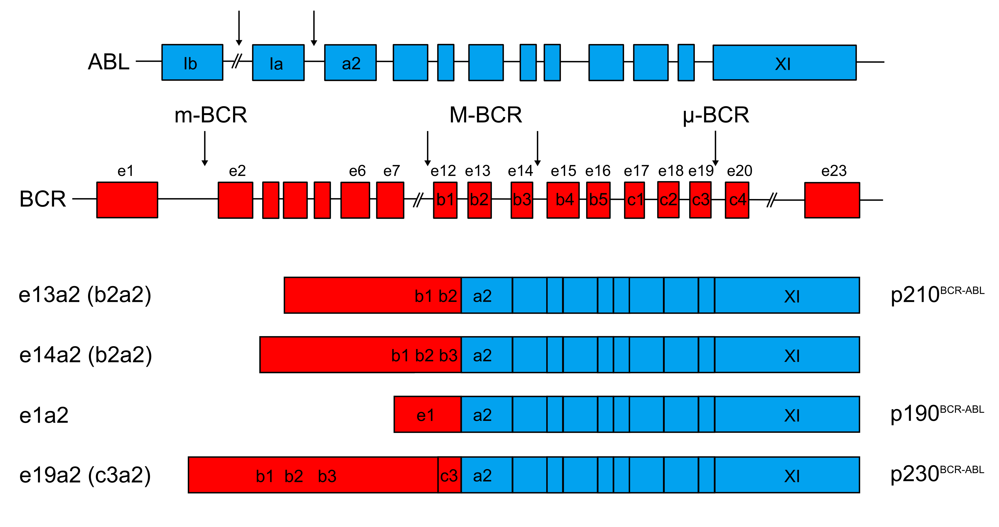 ABL Ib Ia a2 XI
m-BCR M-BCR µ-BCR
e1 e2 e6 e7 e12 e13 e14 e15 e16 e17 e18 e19 e20 e23
BCR b1 b2 b3 b4 b5 c1 c2 c3 c4
e13a2 (b2a2) b1 b2 a2 XI p210BCR-ABL
e14a2 (b2a2) b1 b2 b3 a2 XI
e1a2 e1 a2 XI p190BCR-ABL
e19a2 (c3a2) b1 b2 b3 c3 a2 XI p230BCR-ABL